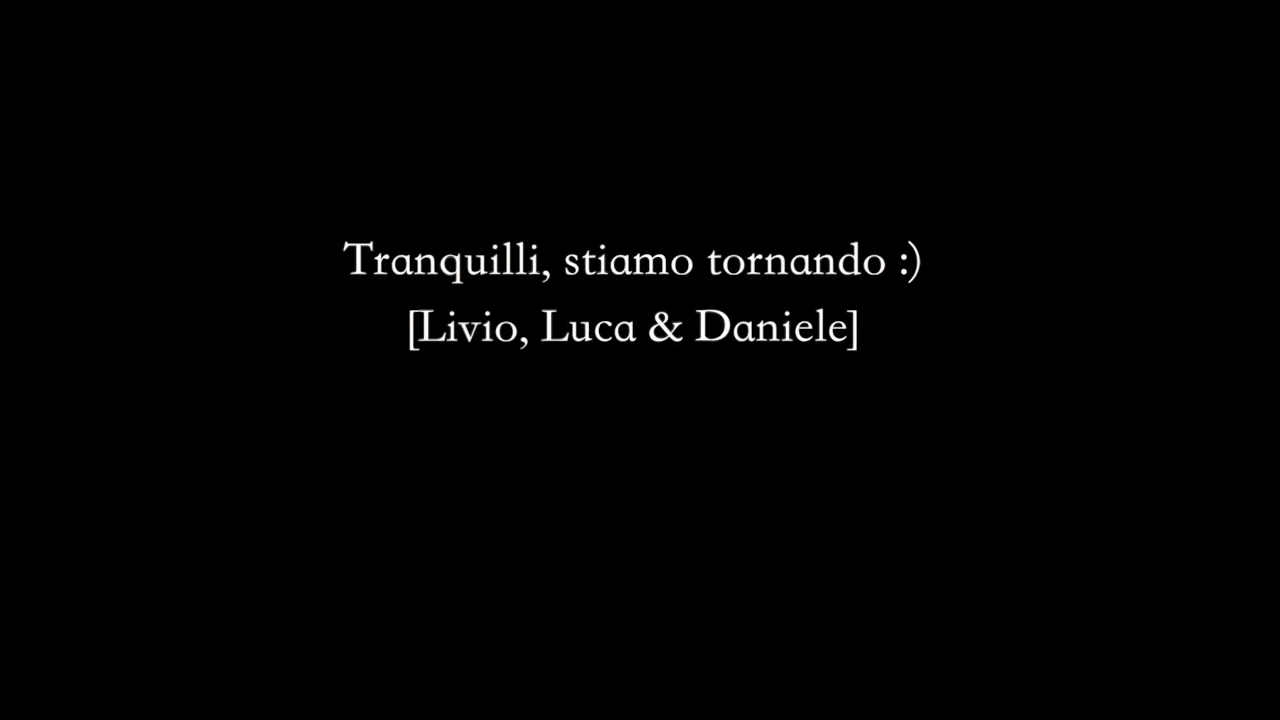 Tranquilli, stiamo tornando :)
[Livio, Luca & Daniele]